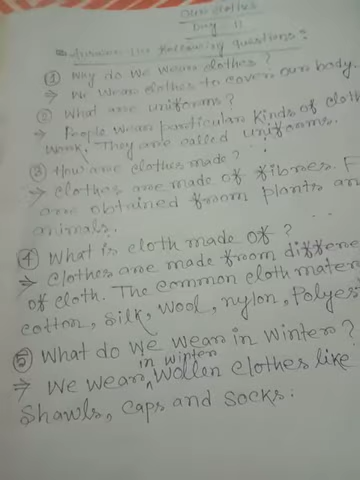 Our clothes
Day 11
Answer the following questions:
① Why do we wear clothes?
→ We wear clothes to cover our body.
② What are uniforms?
→ People wear particular kinds of cloth
work. They are called uniforms.
③ How are clothes made?
→ Clothes are made of fibres. F
are obtained from plants an
animals.
④ What is cloth made of?
→ Clothes are made from differe
of cloth. The common cloth mater
cotton, silk, wool, nylon, Polyes
⑤ What do we wear in winter?
in winter
→ We wear ^ wollen clothes like
Shawls, caps and socks.